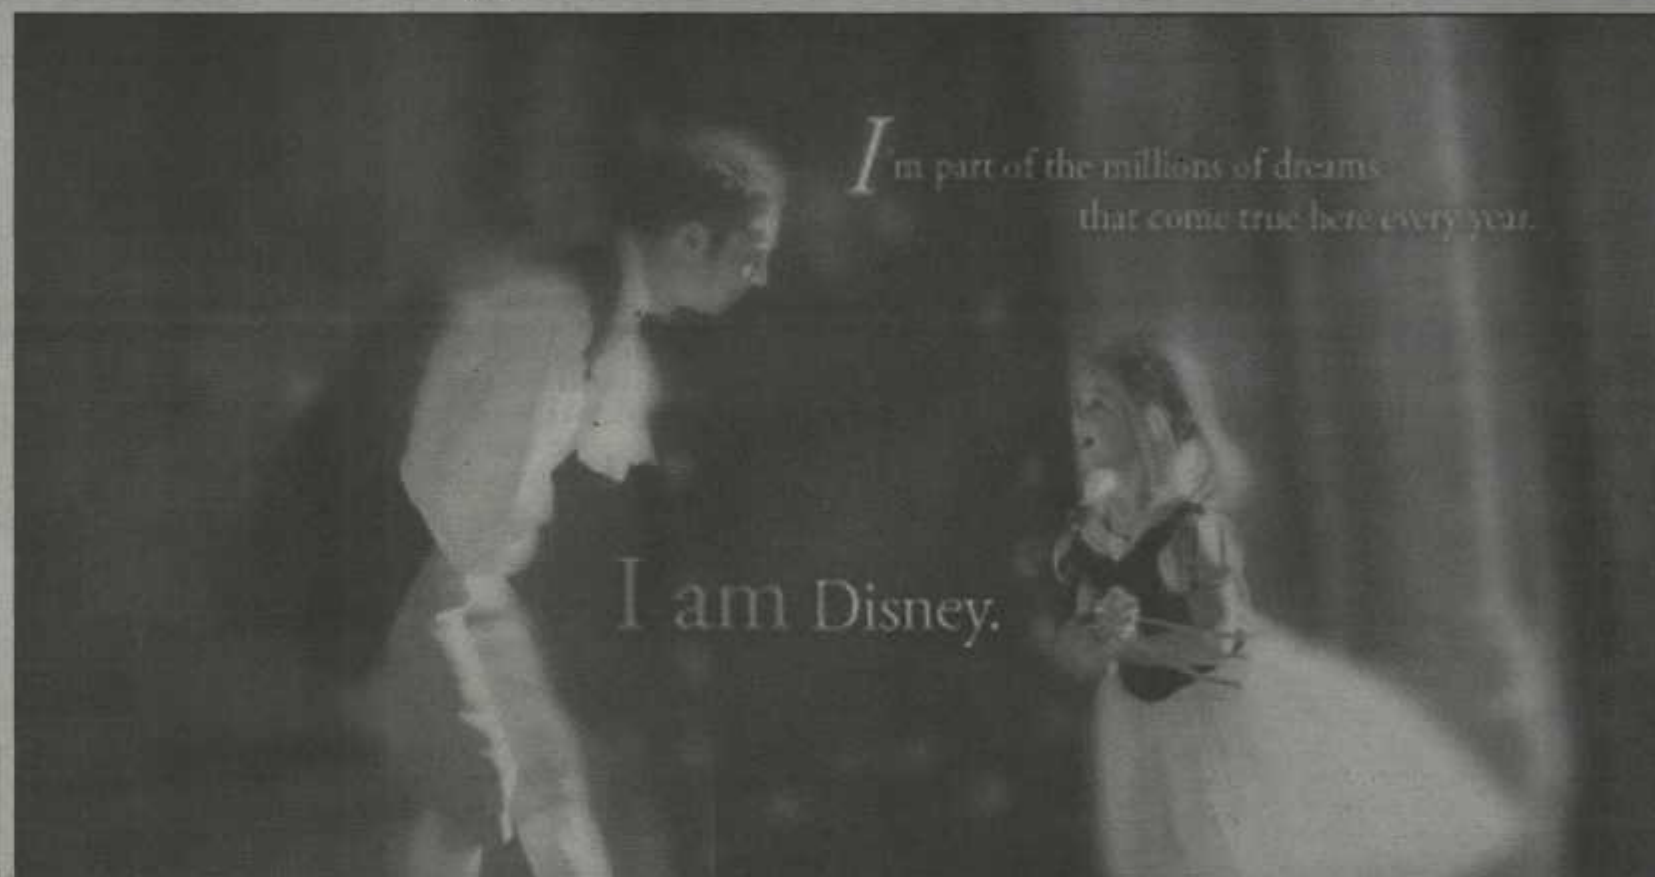 I'm part of the millions of dreams
that come true here every year.
I am Disney.